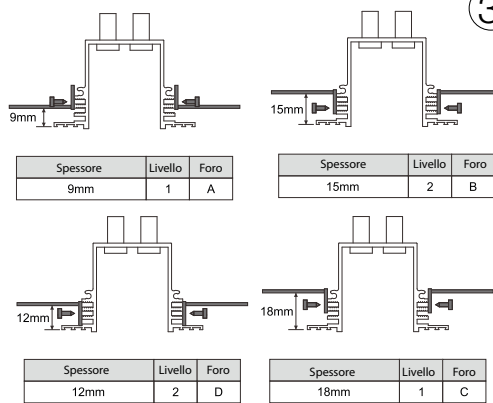 3
9mm
15mm
Spessore Livello Foro
9mm 1 A
Spessore Livello Foro
15mm 2 B
12mm
18mm
Spessore Livello Foro
12mm 2 D
Spessore Livello Foro
18mm 1 C